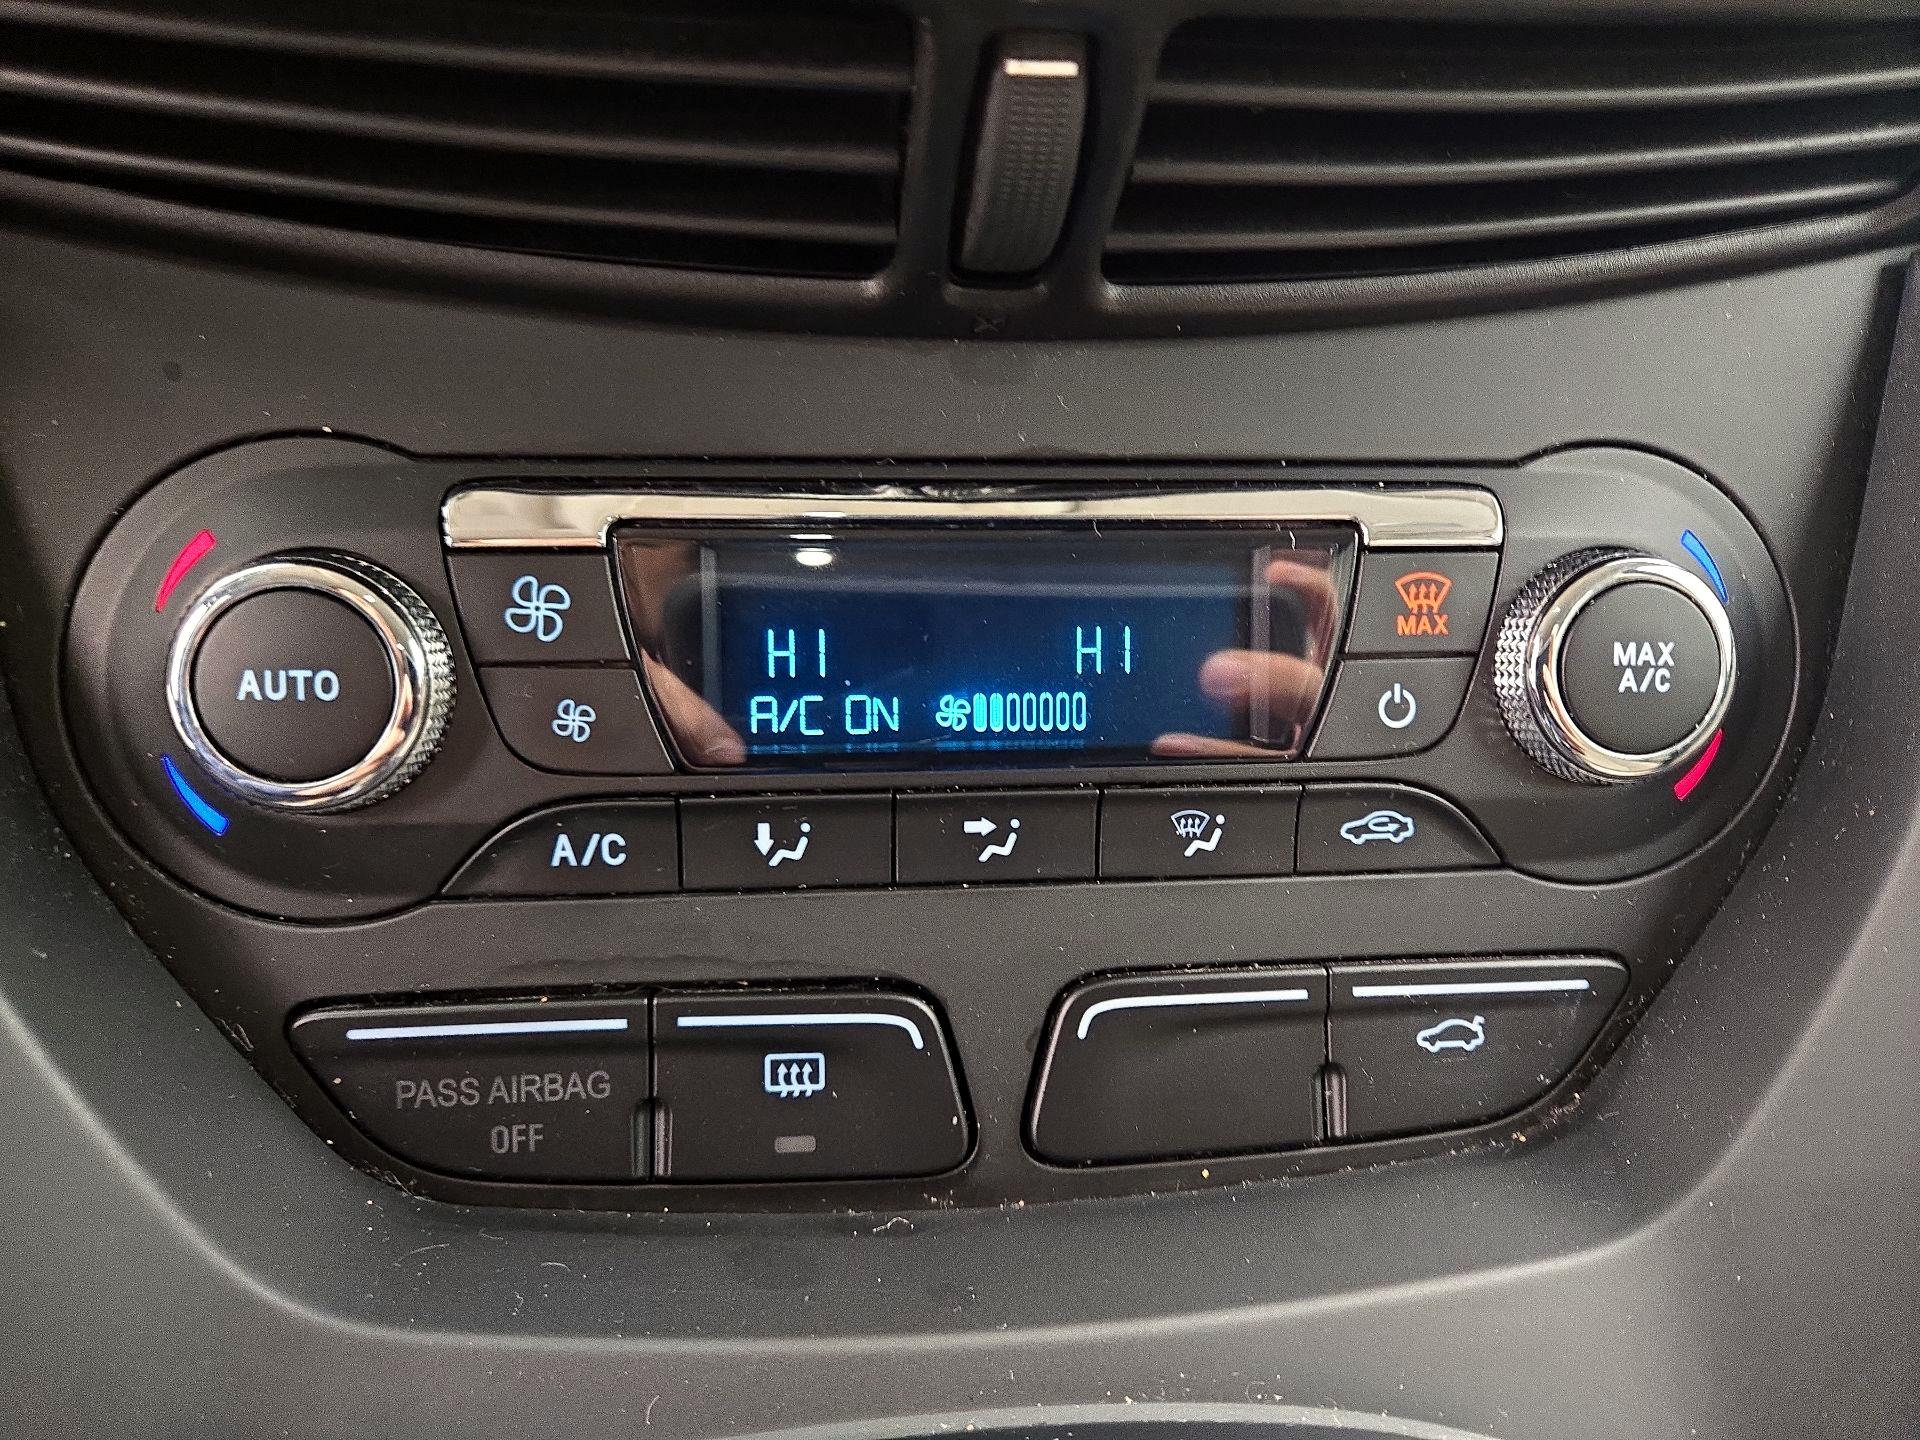 HI HI
A/C ON
AUTO
MAX
MAX
A/C
A/C
PASS AIRBAG
OFF